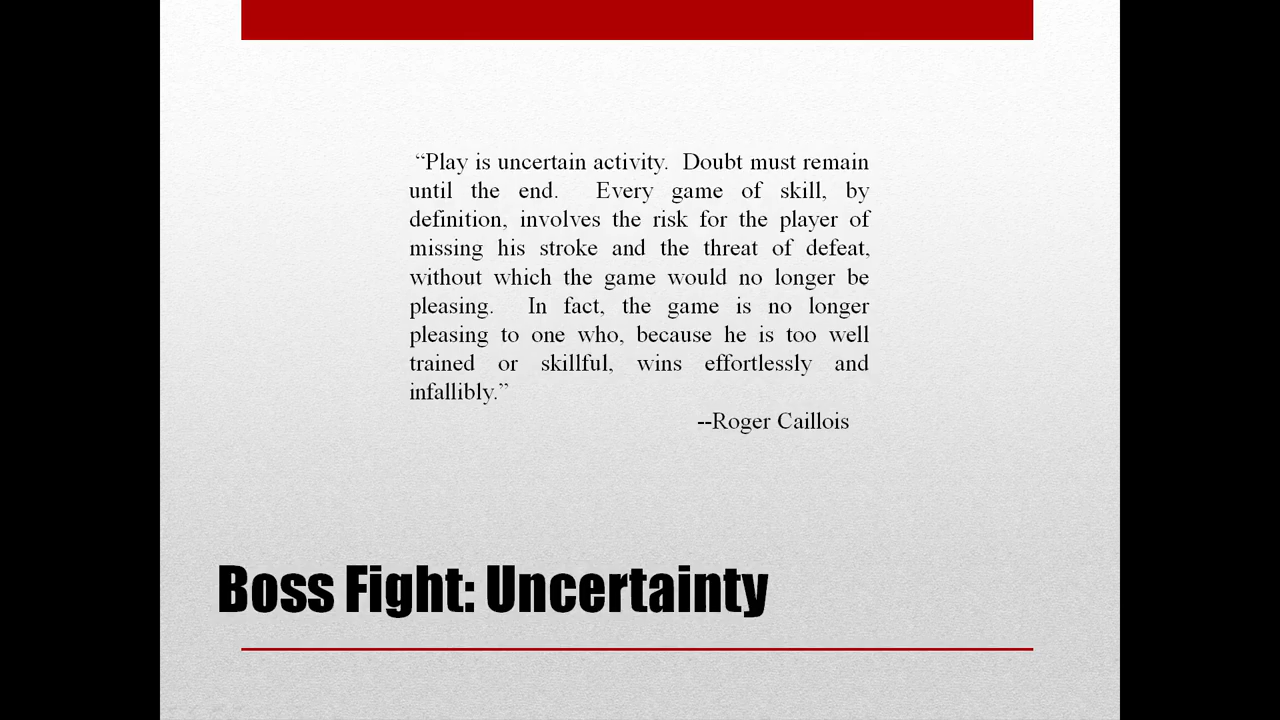 “Play is uncertain activity.  Doubt must remain
until the end.  Every game of skill, by
definition, involves the risk for the player of
missing his stroke and the threat of defeat,
without which the game would no longer be
pleasing.  In fact, the game is no longer
pleasing to one who, because he is too well
trained or skillful, wins effortlessly and
infallibly.”
--Roger Caillois
Boss Fight: Uncertainty